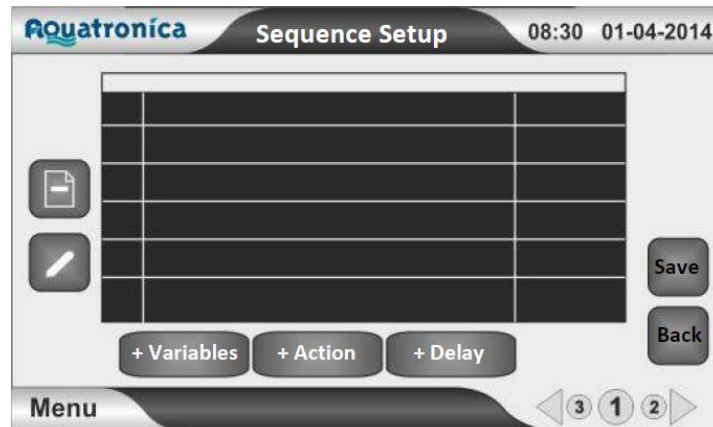 Aquatronica Sequence Setup 08:30 01-04-2014
Save
Back
+ Variables + Action + Delay
Menu 3 1 2